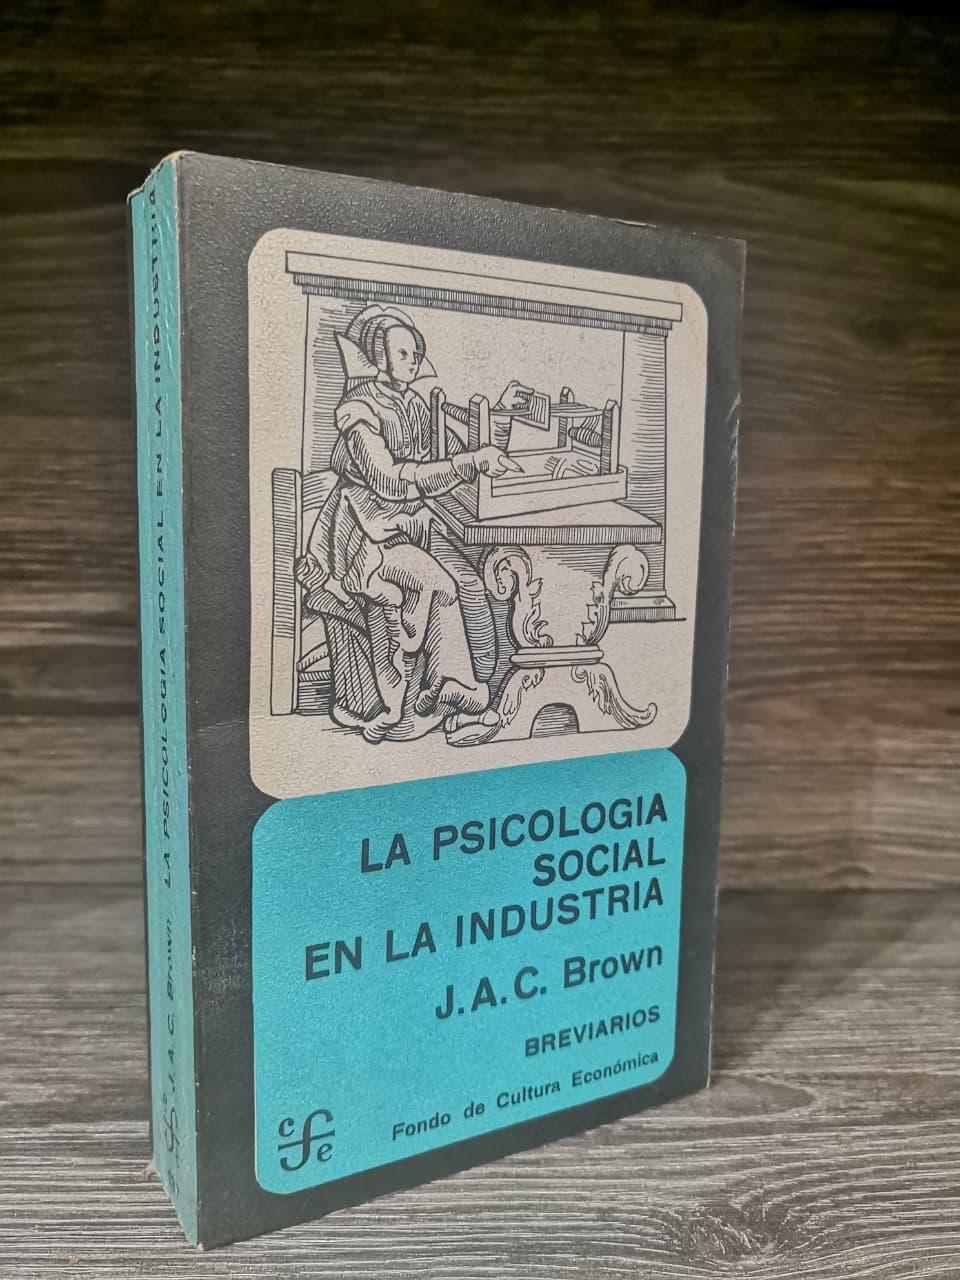 LA PSICOLOGIA
SOCIAL
EN LA INDUSTRIA
J.A.C. Brown
BREVIARIOS
Fondo de Cultura Económica
cfe
J. A. C. Brown LA PSICOLOGIA SOCIAL EN LA INDUSTRIA